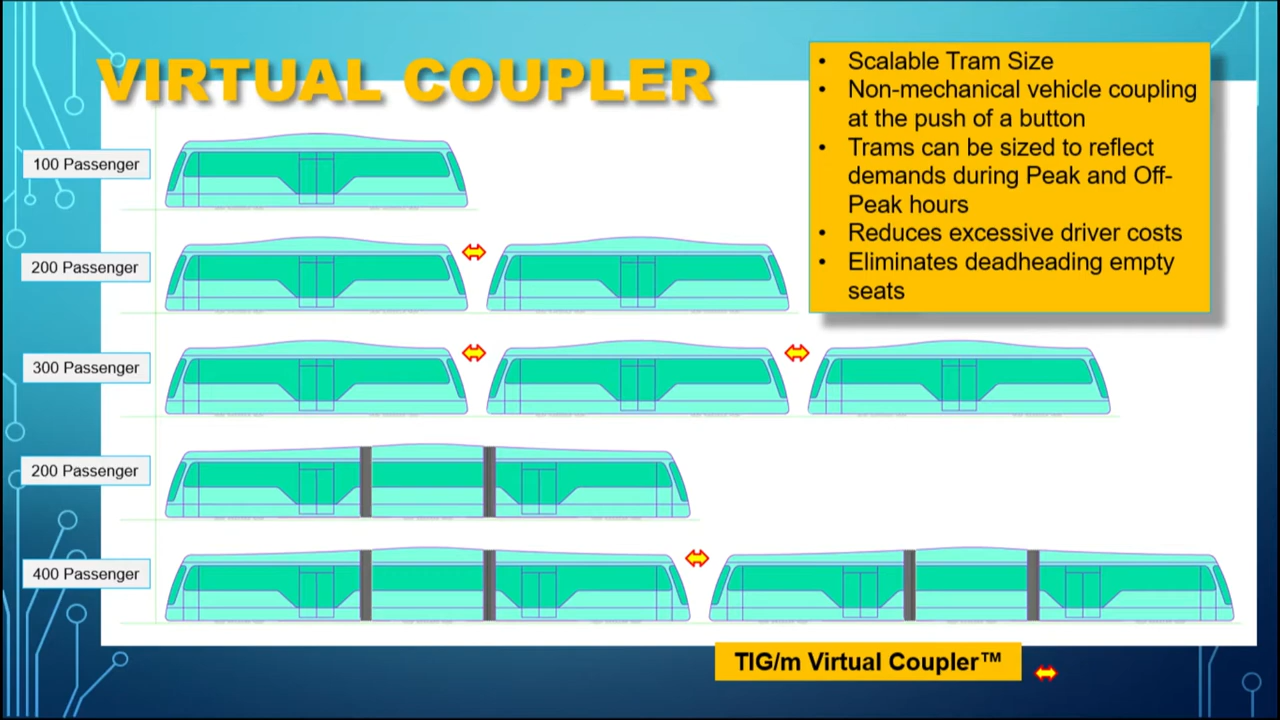 VIRTUAL COUPLER
• Scalable Tram Size
• Non-mechanical vehicle coupling
at the push of a button
• Trams can be sized to reflect
demands during Peak and Off-
Peak hours
• Reduces excessive driver costs
• Eliminates deadheading empty
seats
100 Passenger
200 Passenger
300 Passenger
200 Passenger
400 Passenger
TIG/m Virtual Coupler™